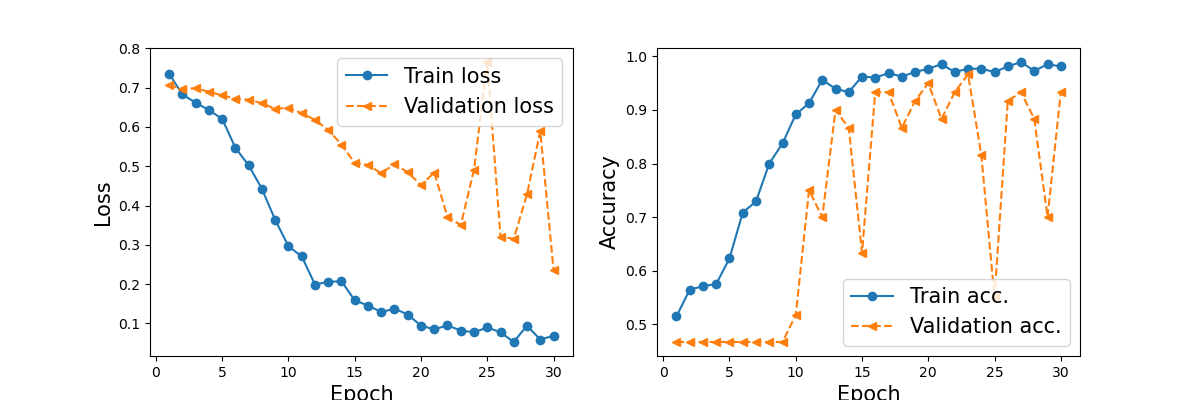 0.8
0.7
0.6
0.5
0.4
0.3
0.2
0.1
Loss
Train loss
Validation loss
0 5 10 15 20 25 30
Epoch
1.0
0.9
0.8
0.7
0.6
0.5
Accuracy
Train acc.
Validation acc.
0 5 10 15 20 25 30
Epoch